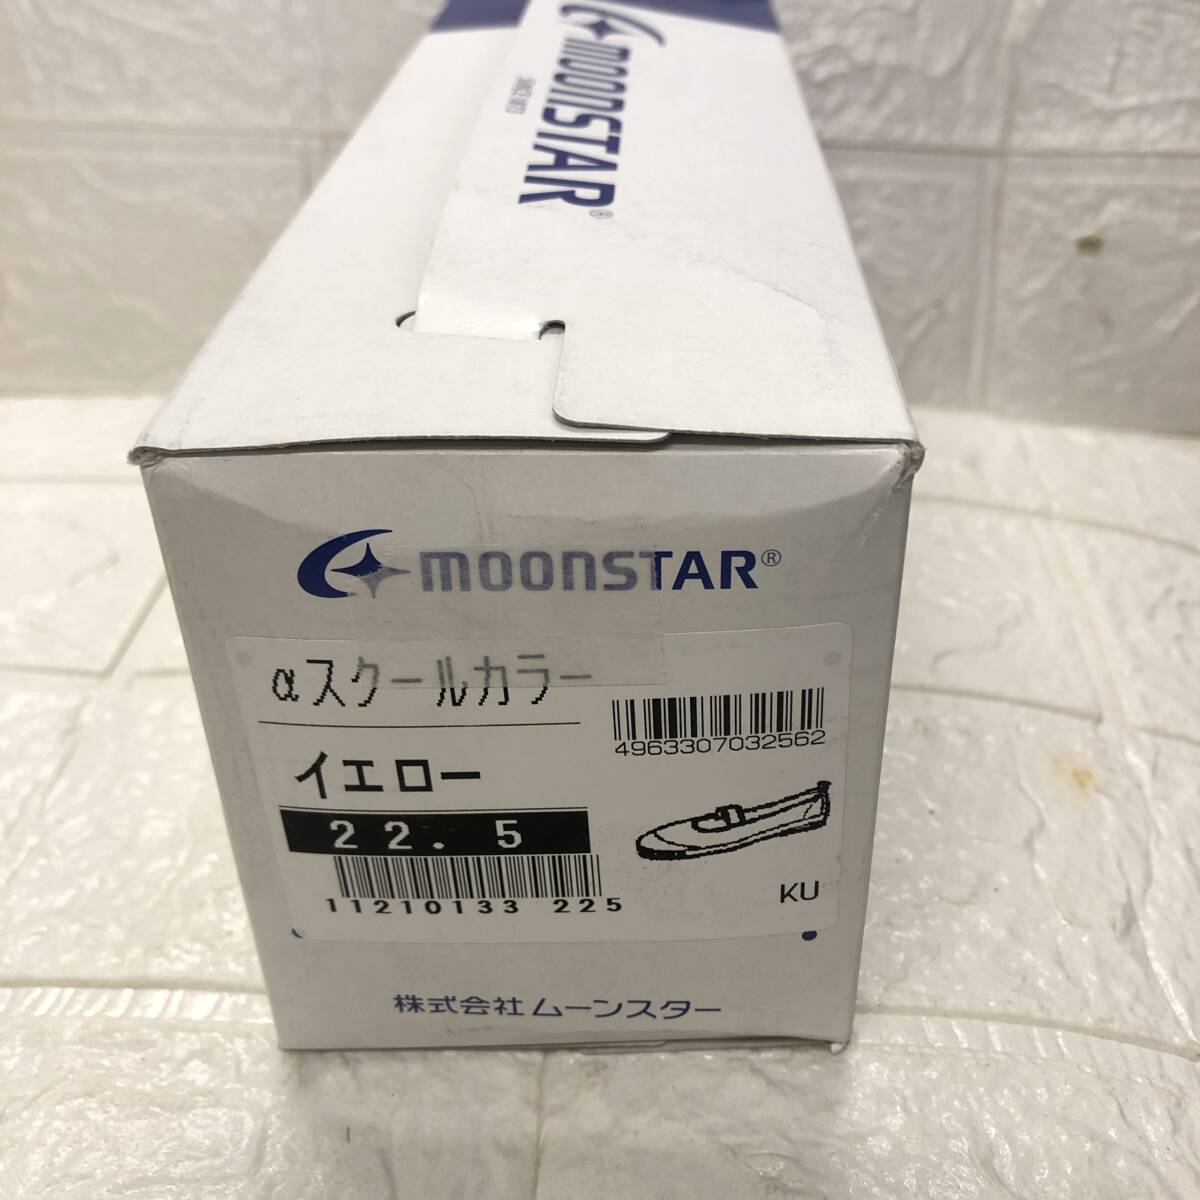 MOONSTAR®
SINCE 1873
MOONSTAR®
αスクールカラー
4963307032562
イエロー
22.5
11210133 225
KU
株式会社ムーンスター